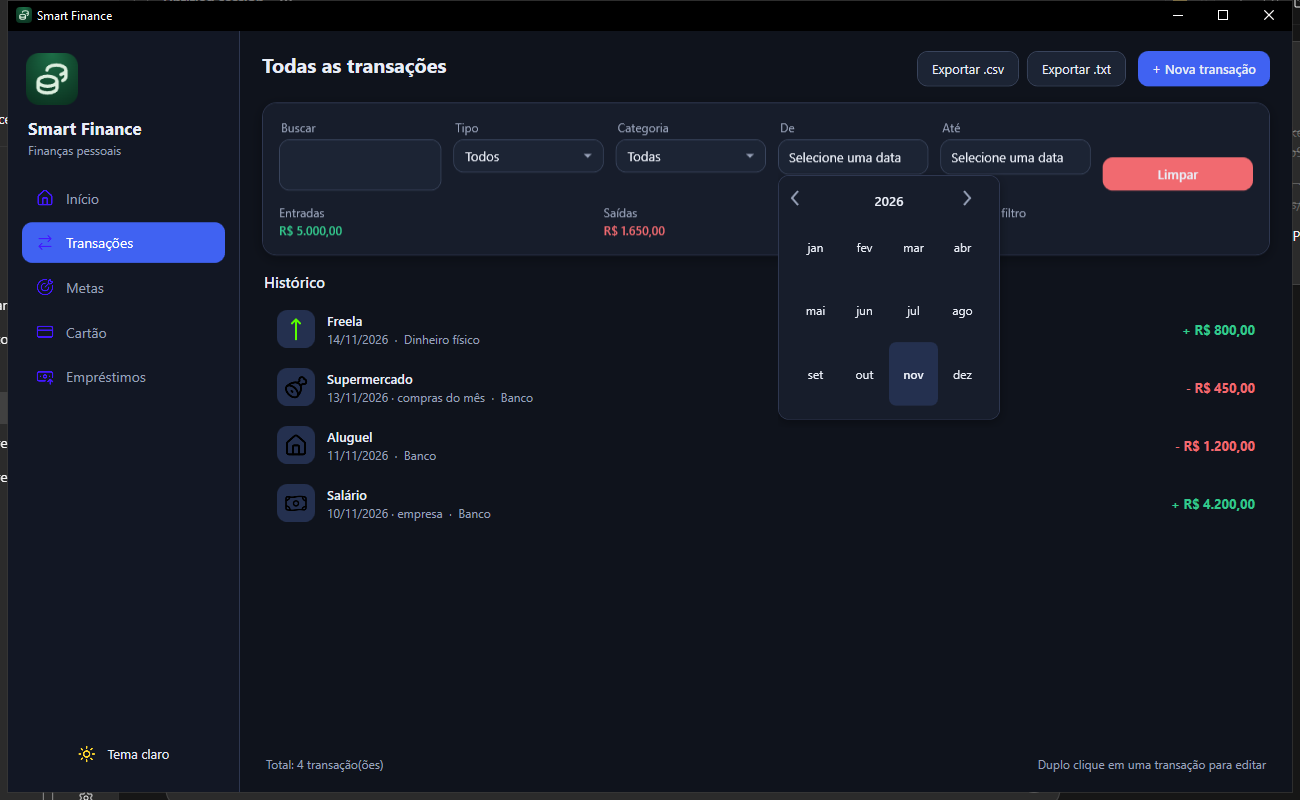 Smart Finance
Smart Finance
Finanças pessoais
Início
Transações
Metas
Cartão
Empréstimos
Tema claro
Todas as transações
Exportar .csv
Exportar .txt
+ Nova transação
Buscar
Tipo
Categoria
De
Até
Todos
Todas
Selecione uma data
Selecione uma data
Limpar
Entradas
Saídas
filtro
R$ 5.000,00
R$ 1.650,00
2026
jan fev mar abr
mai jun jul ago
set out nov dez
Histórico
Freela
14/11/2026 · Dinheiro físico
+ R$ 800,00
Supermercado
13/11/2026 · compras do mês · Banco
- R$ 450,00
Aluguel
11/11/2026 · Banco
- R$ 1.200,00
Salário
10/11/2026 · empresa · Banco
+ R$ 4.200,00
Total: 4 transação(ões)
Duplo clique em uma transação para editar